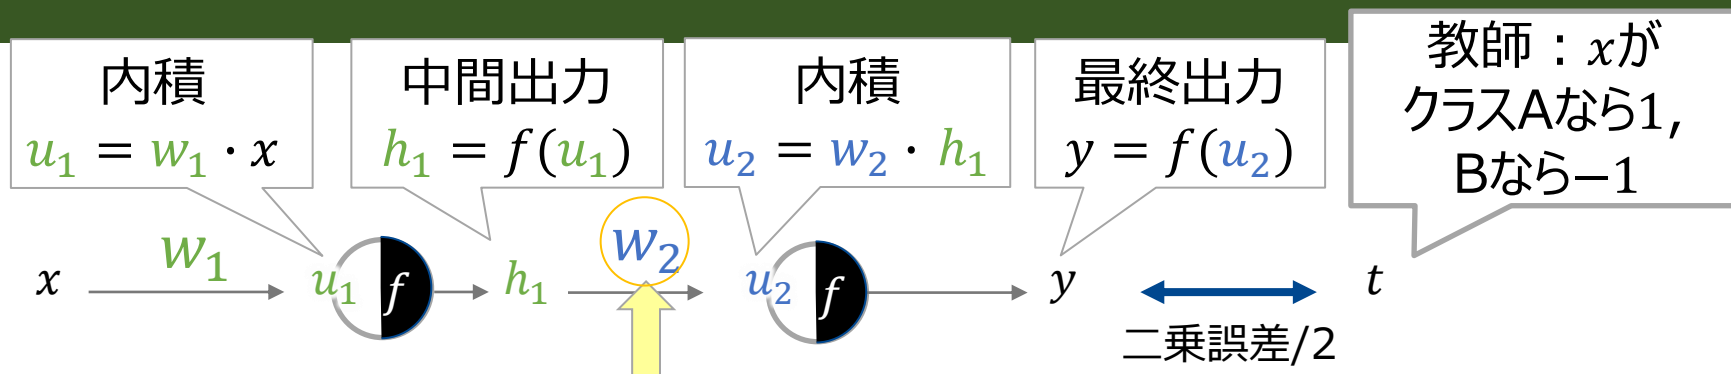 内積
u₁ = w₁ · x
中間出力
h₁ = f(u₁)
内積
u₂ = w₂ · h₁
最終出力
y = f(u₂)
教師：xが
クラスAなら1,
Bなら−1
x
w₁
u₁
f
h₁
w₂
u₂
f
y
t
二乗誤差/2